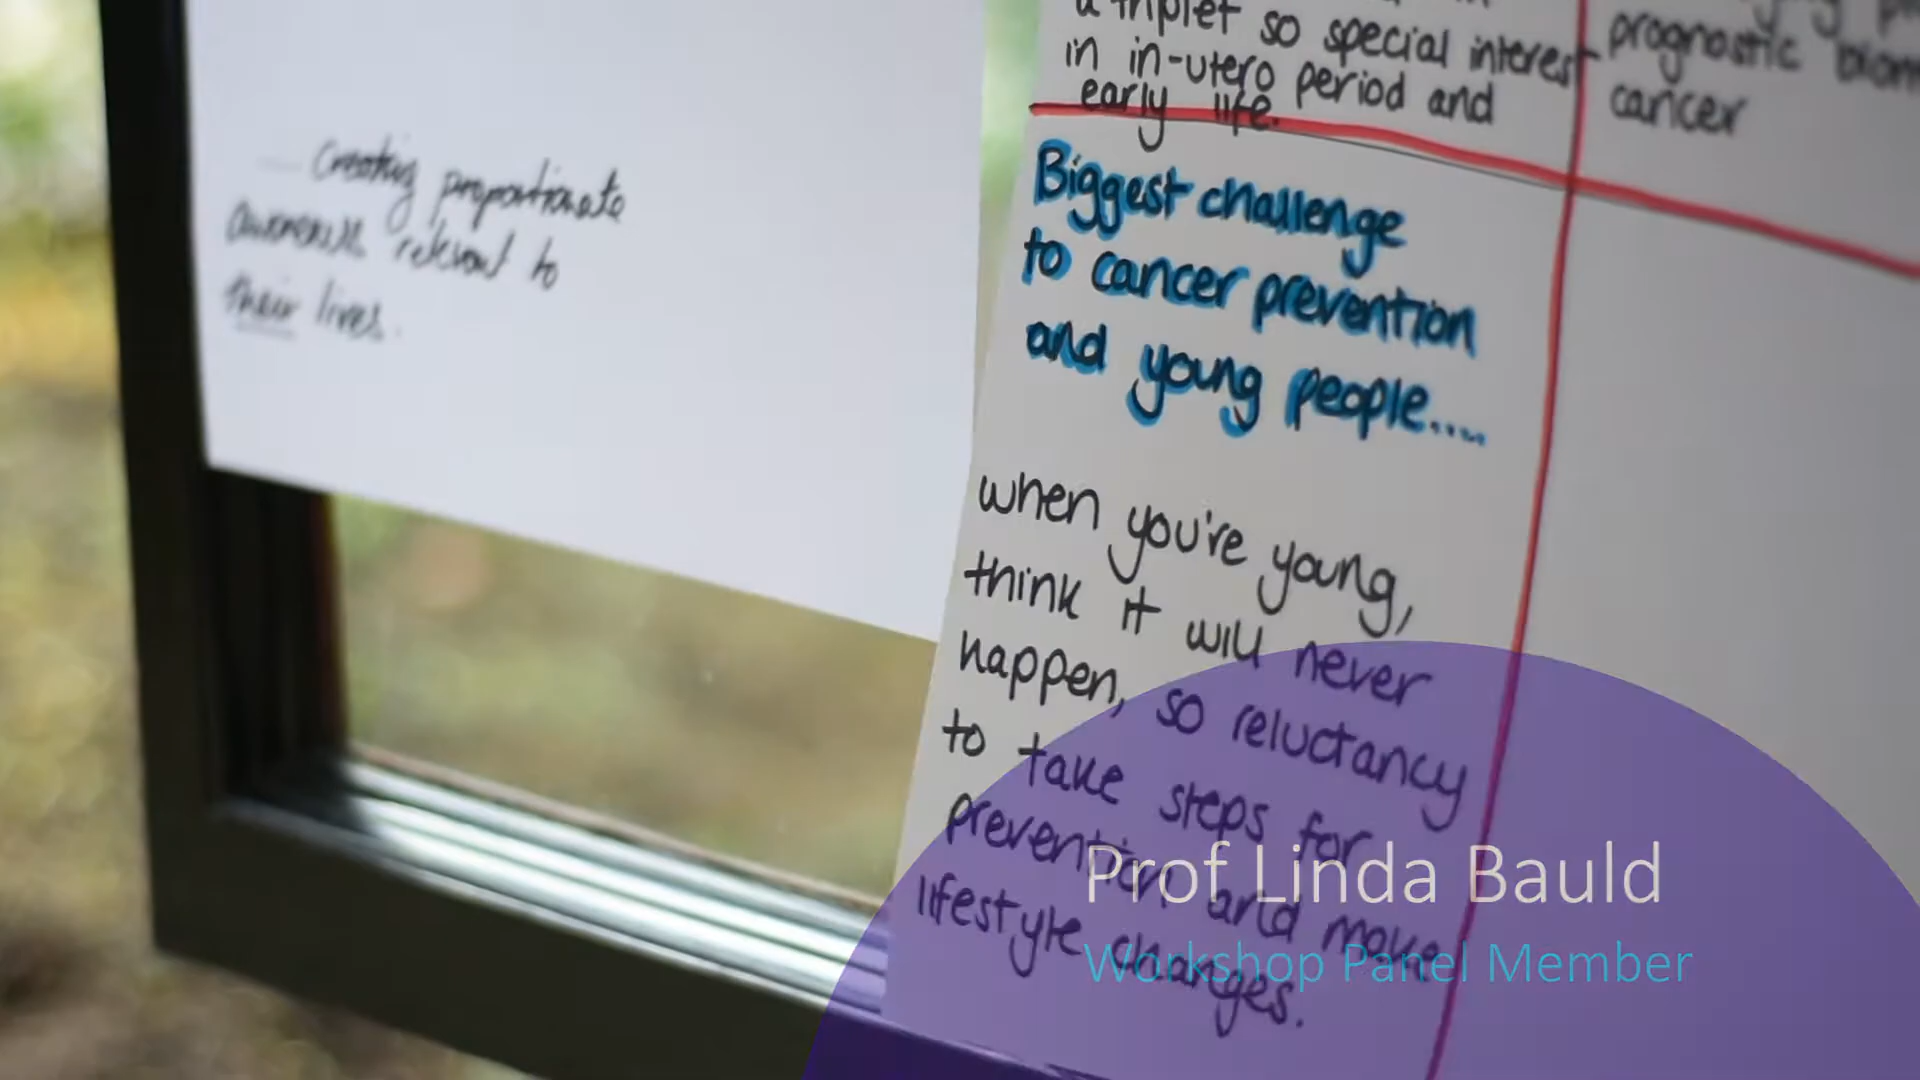 creating proportionate
awareness relevant to
their lives.
a triplet so special interest
in in-utero period and
early life.
prognostic
cancer
Biggest challenge
to cancer prevention
and young people.....
when you're young,
think it will never
happen, so reluctancy
to take steps for
prevention and make
lifestyle changes.
Prof Linda Bauld
Workshop Panel Member